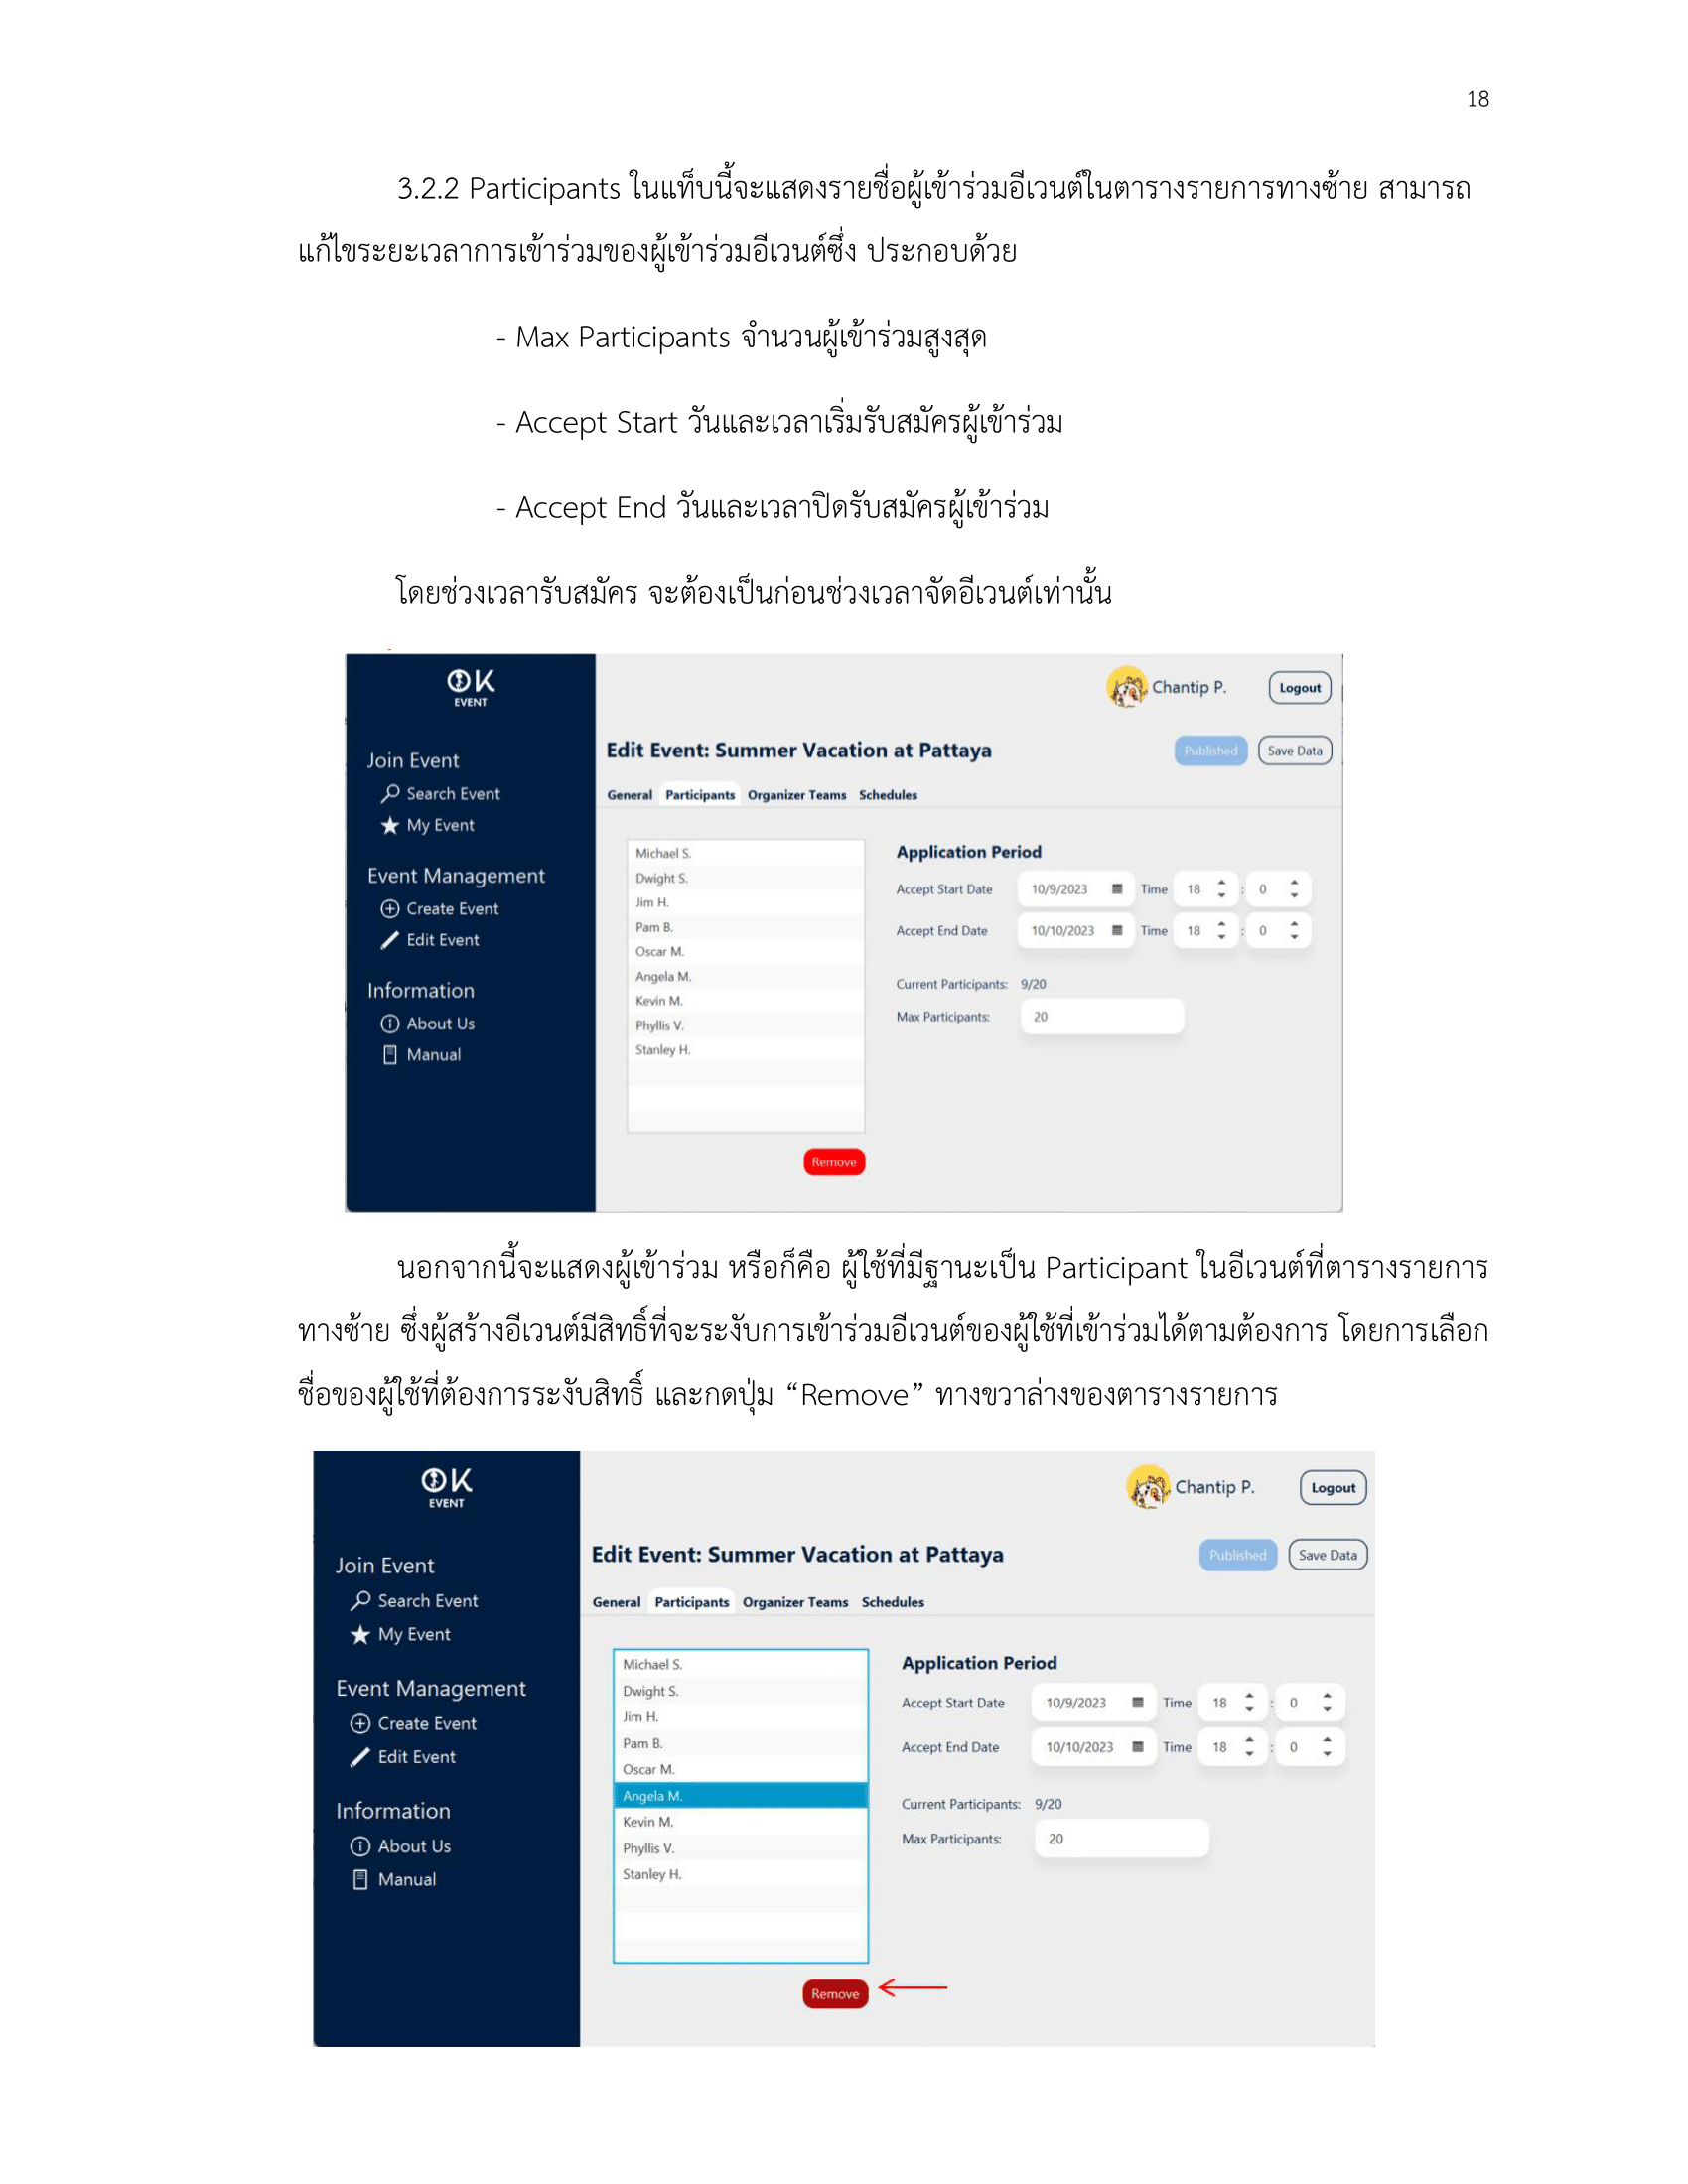 18
3.2.2 Participants ในแท็บนี้จะแสดงรายชื่อผู้เข้าร่วมอีเวนต์ในตารางรายการทางซ้าย สามารถ
แก้ไขระยะเวลาการเข้าร่วมของผู้เข้าร่วมอีเวนต์ซึ่ง ประกอบด้วย
- Max Participants จำนวนผู้เข้าร่วมสูงสุด
- Accept Start วันและเวลาเริ่มรับสมัครผู้เข้าร่วม
- Accept End วันและเวลาปิดรับสมัครผู้เข้าร่วม
โดยช่วงเวลารับสมัคร จะต้องเป็นก่อนช่วงเวลาจัดอีเวนต์เท่านั้น
OK
EVENT
Chantip P.
Logout
Join Event
Search Event
My Event
Event Management
Create Event
Edit Event
Information
About Us
Manual
Edit Event: Summer Vacation at Pattaya
Published
Save Data
General Participants Organizer Teams Schedules
Michael S.
Dwight S.
Jim H.
Pam B.
Oscar M.
Angela M.
Kevin M.
Phyllis V.
Stanley H.
Remove
Application Period
Accept Start Date 10/9/2023 Time 18 : 0
Accept End Date 10/10/2023 Time 18 : 0
Current Participants: 9/20
Max Participants: 20
นอกจากนี้จะแสดงผู้เข้าร่วม หรือก็คือ ผู้ใช้ที่มีฐานะเป็น Participant ในอีเวนต์ที่ตารางรายการ
ทางซ้าย ซึ่งผู้สร้างอีเวนต์มีสิทธิ์ที่จะระงับการเข้าร่วมอีเวนต์ของผู้ใช้ที่เข้าร่วมได้ตามต้องการ โดยการเลือก
ชื่อของผู้ใช้ที่ต้องการระงับสิทธิ์ และกดปุ่ม “Remove” ทางขวาล่างของตารางรายการ
OK
EVENT
Chantip P.
Logout
Join Event
Search Event
My Event
Event Management
Create Event
Edit Event
Information
About Us
Manual
Edit Event: Summer Vacation at Pattaya
Published
Save Data
General Participants Organizer Teams Schedules
Michael S.
Dwight S.
Jim H.
Pam B.
Oscar M.
Angela M.
Kevin M.
Phyllis V.
Stanley H.
Remove
Application Period
Accept Start Date 10/9/2023 Time 18 : 0
Accept End Date 10/10/2023 Time 18 : 0
Current Participants: 9/20
Max Participants: 20